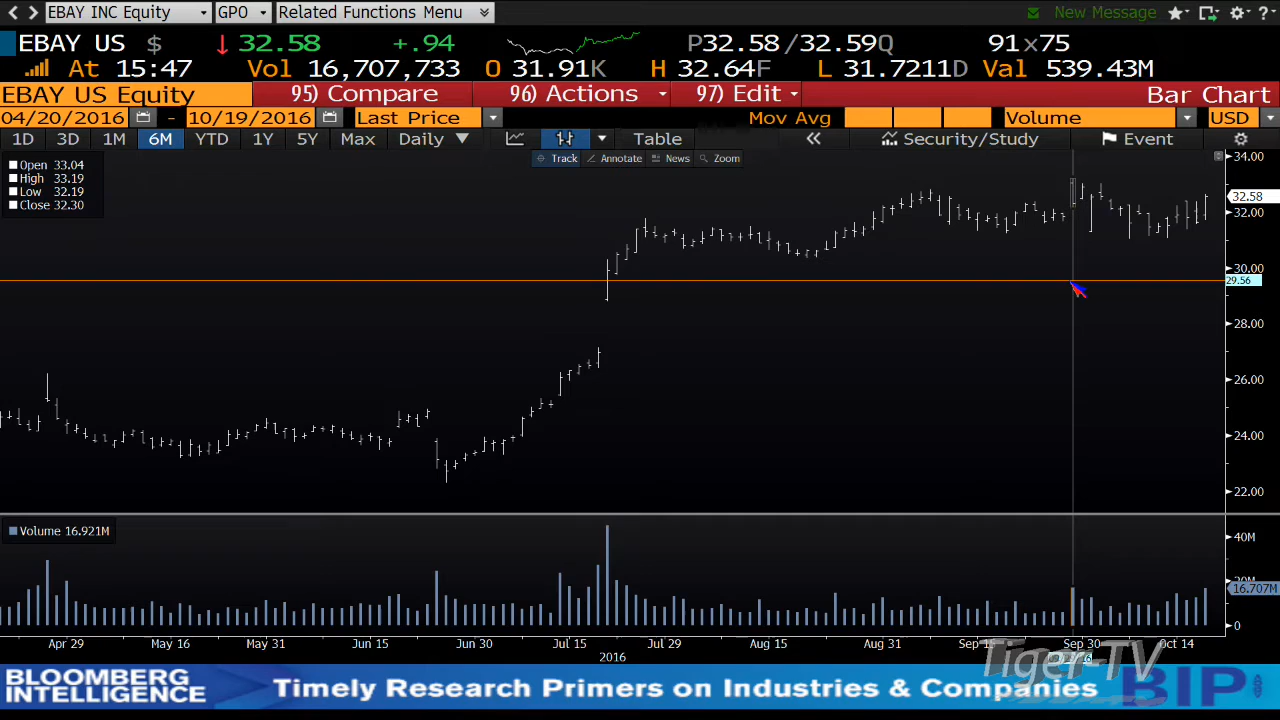 EBAY INC Equity GPO Related Functions Menu New Message ?
EBAY US $ ↓ 32.58 +.94 P32.58/32.59Q 91x75
At 15:47 Vol 16,707,733 O 31.91K H 32.64F L 31.7211D Val 539.43M
EBAY US Equity 95) Compare 96) Actions 97) Edit Bar Chart
04/20/2016 - 10/19/2016 Last Price Mov Avg Volume USD
1D 3D 1M 6M YTD 1Y 5Y Max Daily Table Security/Study Event
Track Annotate News Zoom
Open 33.04
High 33.19
Low 32.19
Close 32.30
34.00
32.58
32.00
30.00
29.56
28.00
26.00
24.00
22.00
Volume 16.921M
40M
20M
16.707M
0
Apr 29 May 16 May 31 Jun 15 Jun 30 Jul 15 Jul 29 Aug 15 Aug 31 Sep 15 Sep 30 Oct 14
2016
Tiger-TV
BLOOMBERG
INTELLIGENCE
Timely Research Primers on Industries & Companies
BIP